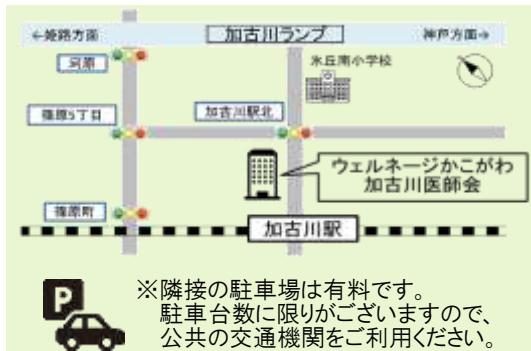 ←姫路方面
加古川ランプ
神戸方面→
河原
氷丘南小学校
篠原5丁目
加古川駅北
ウェルネージかこがわ
加古川医師会
篠原町
加古川駅
P
※隣接の駐車場は有料です。
駐車台数に限りがございますので、
公共の交通機関をご利用ください。